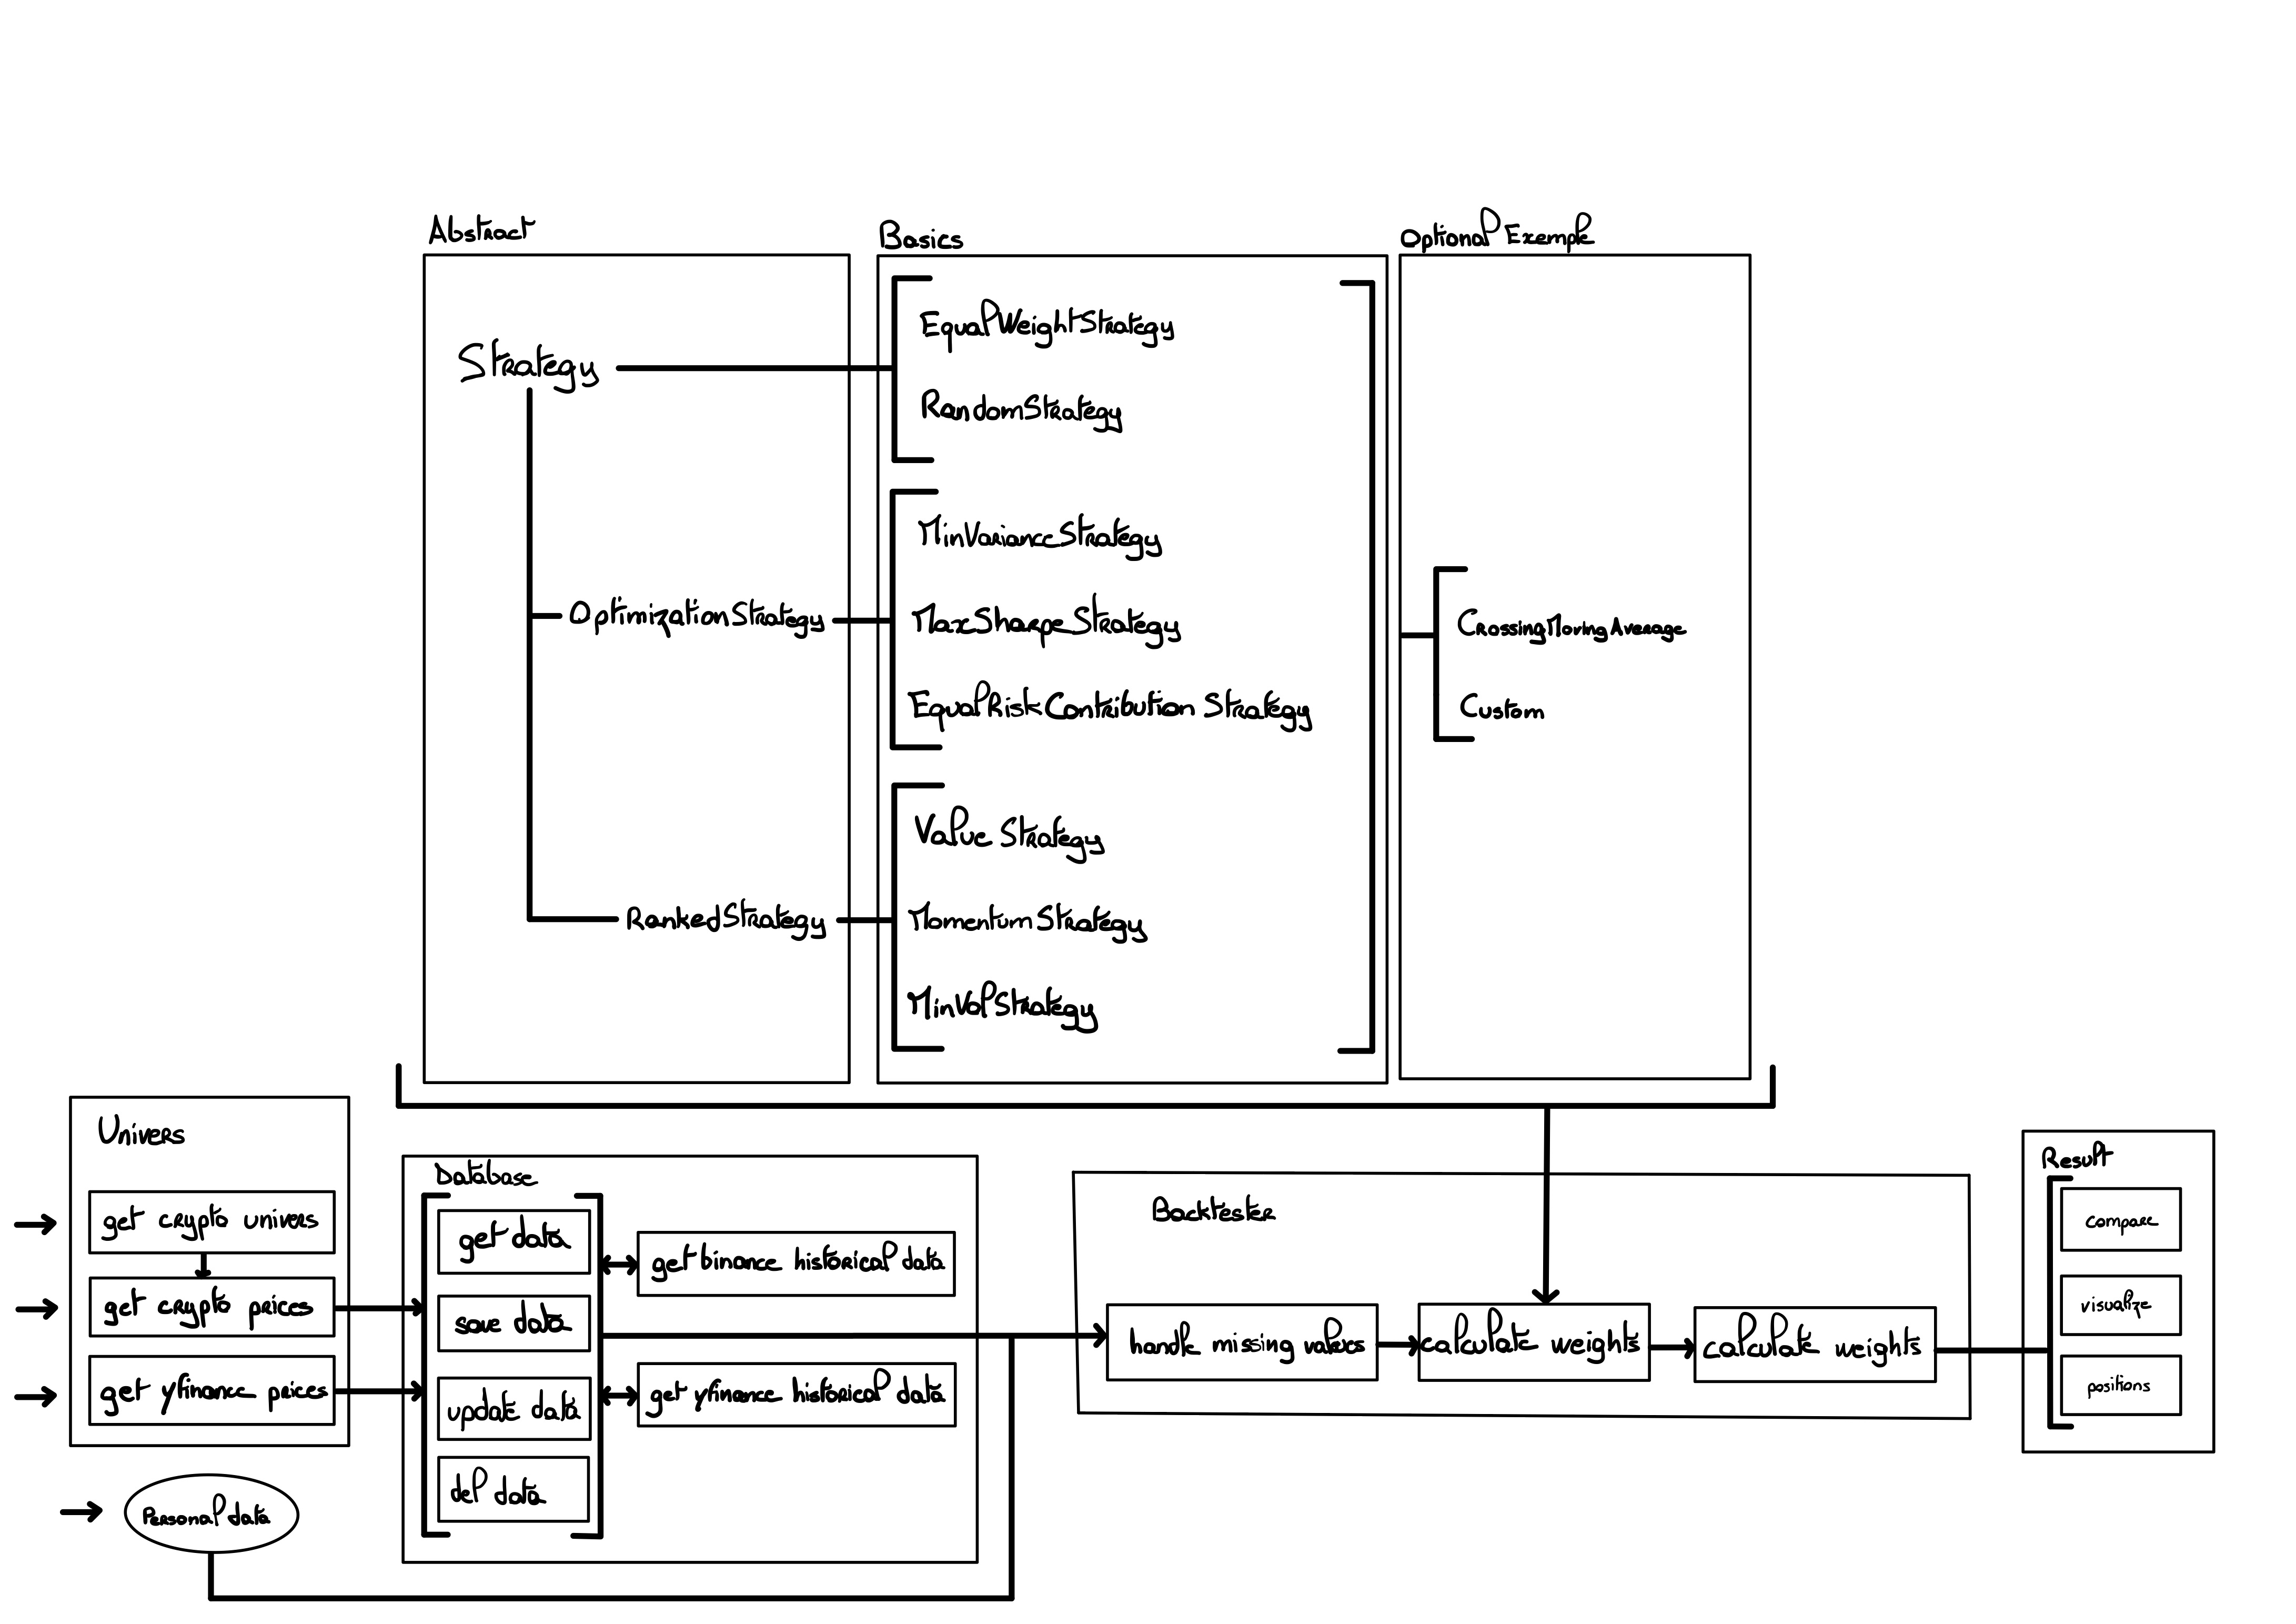 Abstract
Strategy
OptimizationStrategy
RankedStrategy
Basics
EqualWeightStrategy
RandomStrategy
MinVarianceStrategy
MaxSharpeStrategy
EqualRiskContribution Strategy
Value Strategy
MomentumStrategy
MinVolStrategy
Optional Exemple
CrossingMovingAverage
Custom
Univers
get crypto univers
get crypto prices
get yfinance prices
Personal data
Database
get data
save data
update data
del data
get binance historical data
get yfinance historical data
Backtester
handle missing values
calculate weights
calculate weights
Result
compare
visualize
positions